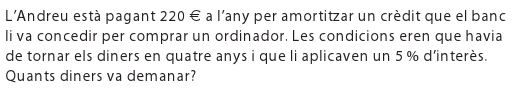 L’Andreu està pagant 220 € a l’any per amortitzar un crèdit que el banc
li va concedir per comprar un ordinador. Les condicions eren que havia
de tornar els diners en quatre anys i que li aplicaven un 5 % d’interès.
Quants diners va demanar?